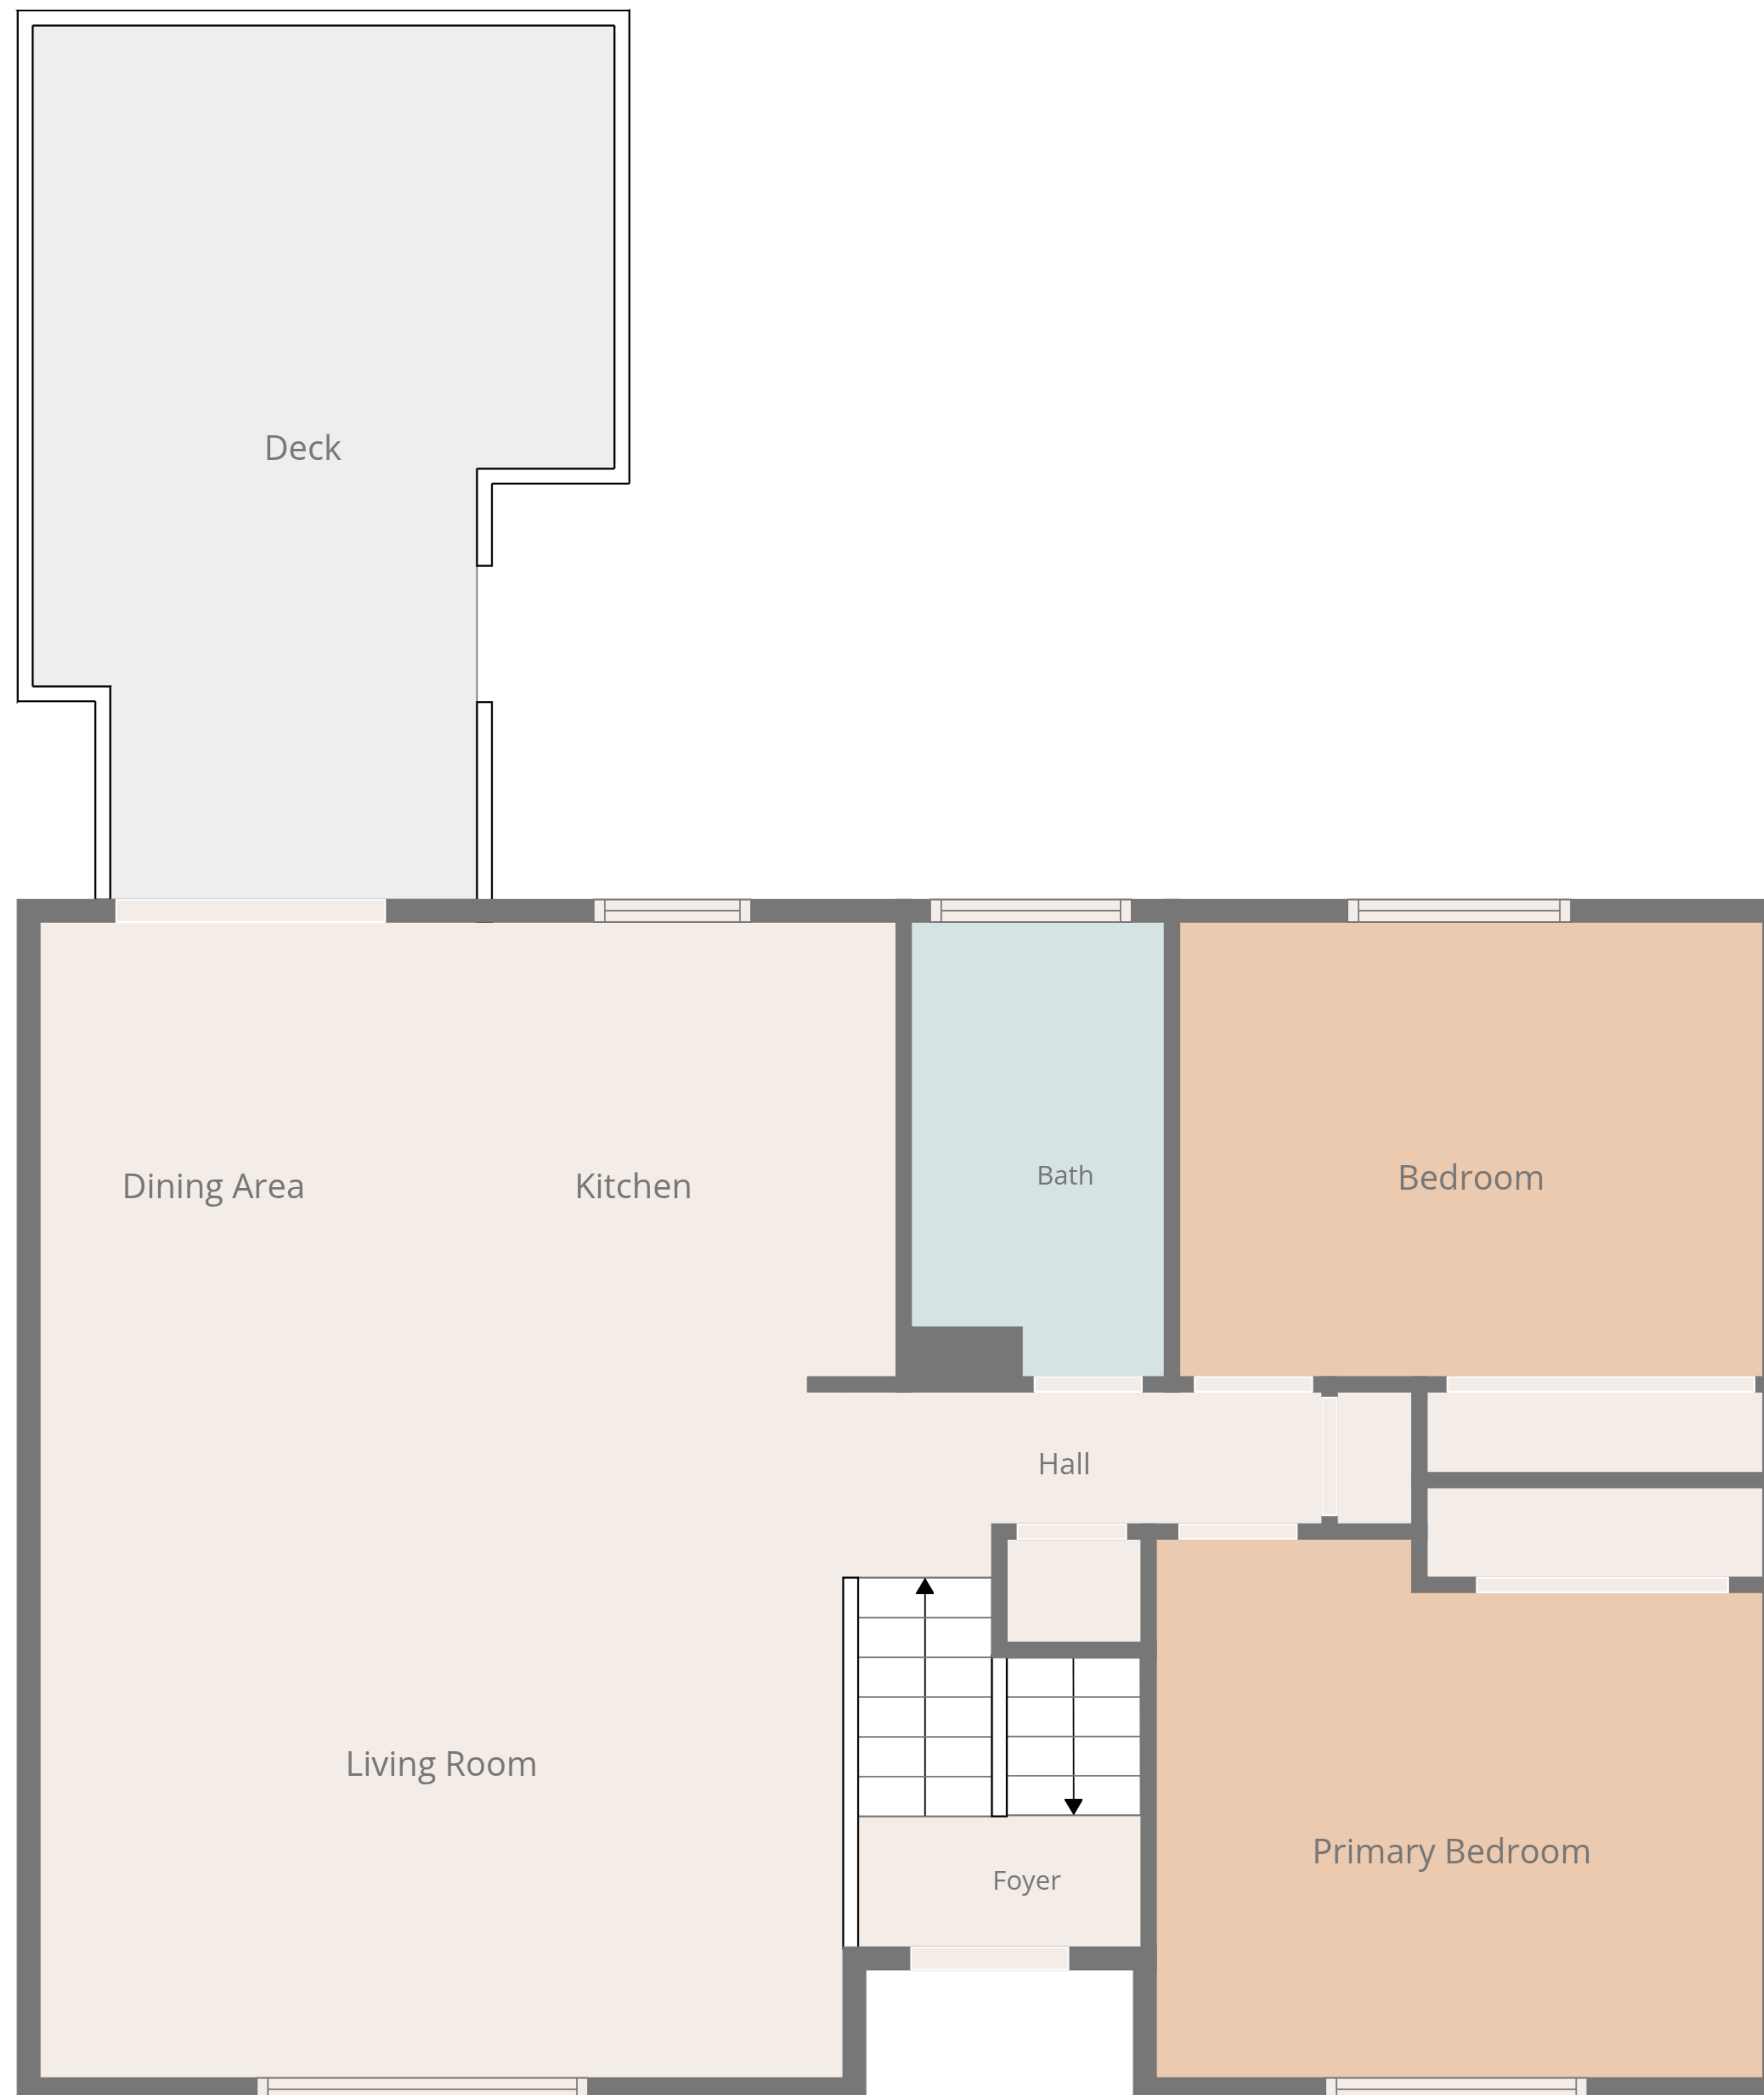 Deck
Dining Area
Kitchen
Bath
Bedroom
Hall
Living Room
Primary Bedroom
Foyer